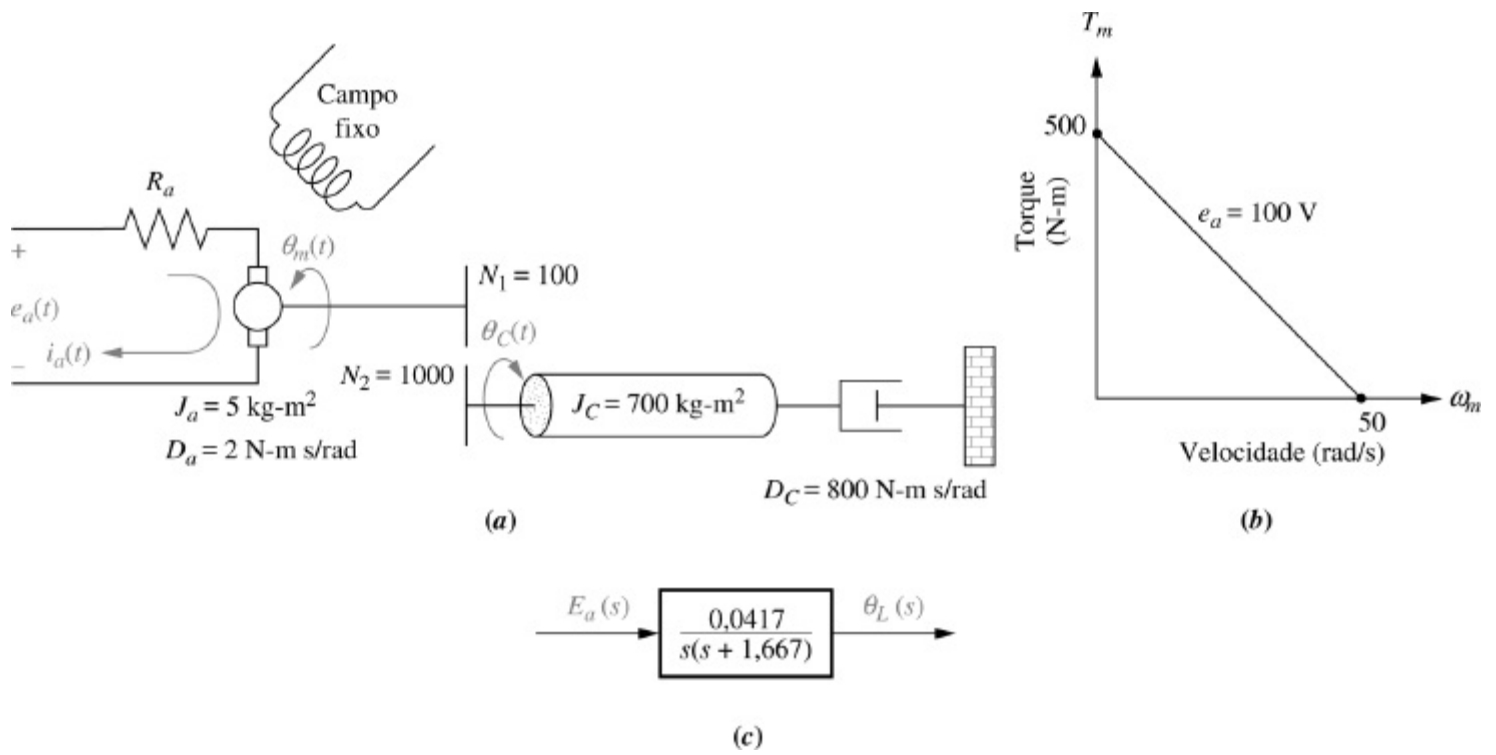 Campo
fixo
R_a
+
e_a(t)
−
i_a(t)
θ_m(t)
N_1 = 100
θ_C(t)
N_2 = 1000
J_a = 5 kg-m²
D_a = 2 N-m s/rad
J_C = 700 kg-m²
D_C = 800 N-m s/rad
(a)
T_m
500
Torque
(N-m)
e_a = 100 V
50
ω_m
Velocidade (rad/s)
(b)
E_a(s)
0,0417
s(s + 1,667)
θ_L(s)
(c)